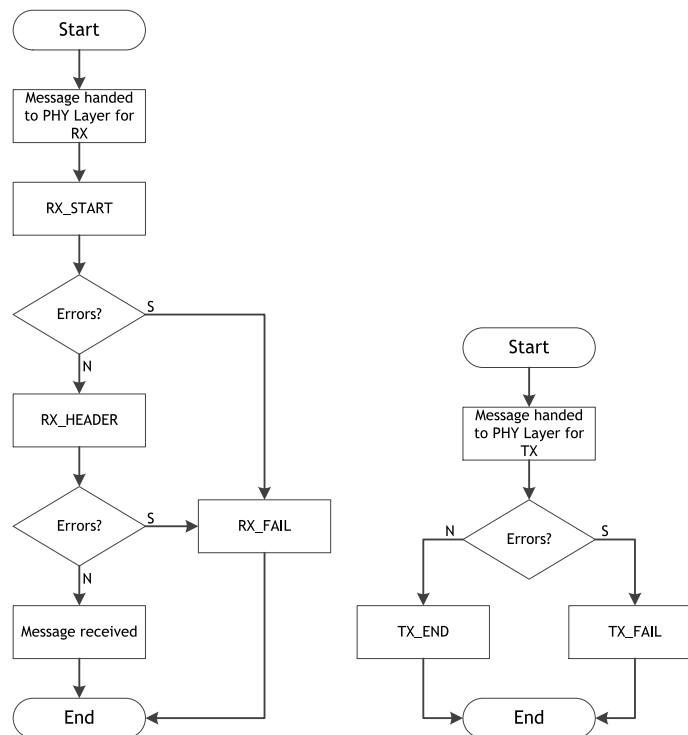 Start
Message handed
to PHY Layer for
RX
RX_START
Errors?
S
N
RX_HEADER
Errors?
S
RX_FAIL
N
Message received
End
Start
Message handed
to PHY Layer for
TX
N
Errors?
S
TX_END
TX_FAIL
End